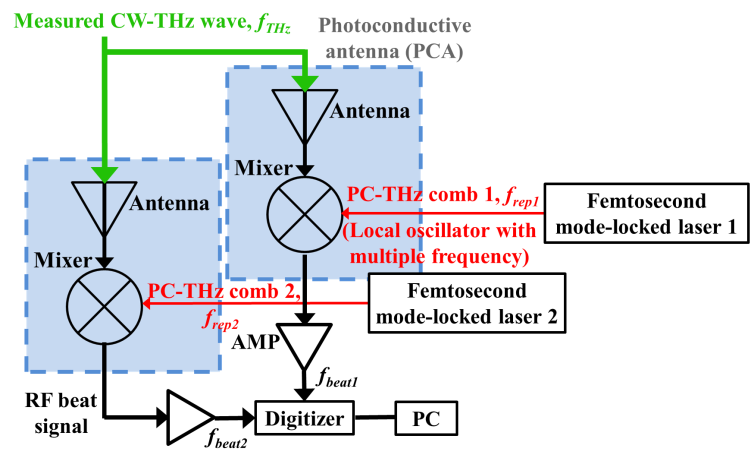 Measured CW-THz wave, fTHz
Photoconductive
antenna (PCA)
Antenna
Mixer
PC-THz comb 1, frep1
(Local oscillator with
multiple frequency)
Femtosecond
mode-locked laser 1
Antenna
Mixer
PC-THz comb 2,
frep2
Femtosecond
mode-locked laser 2
AMP
fbeat1
RF beat
signal
fbeat2
Digitizer
PC